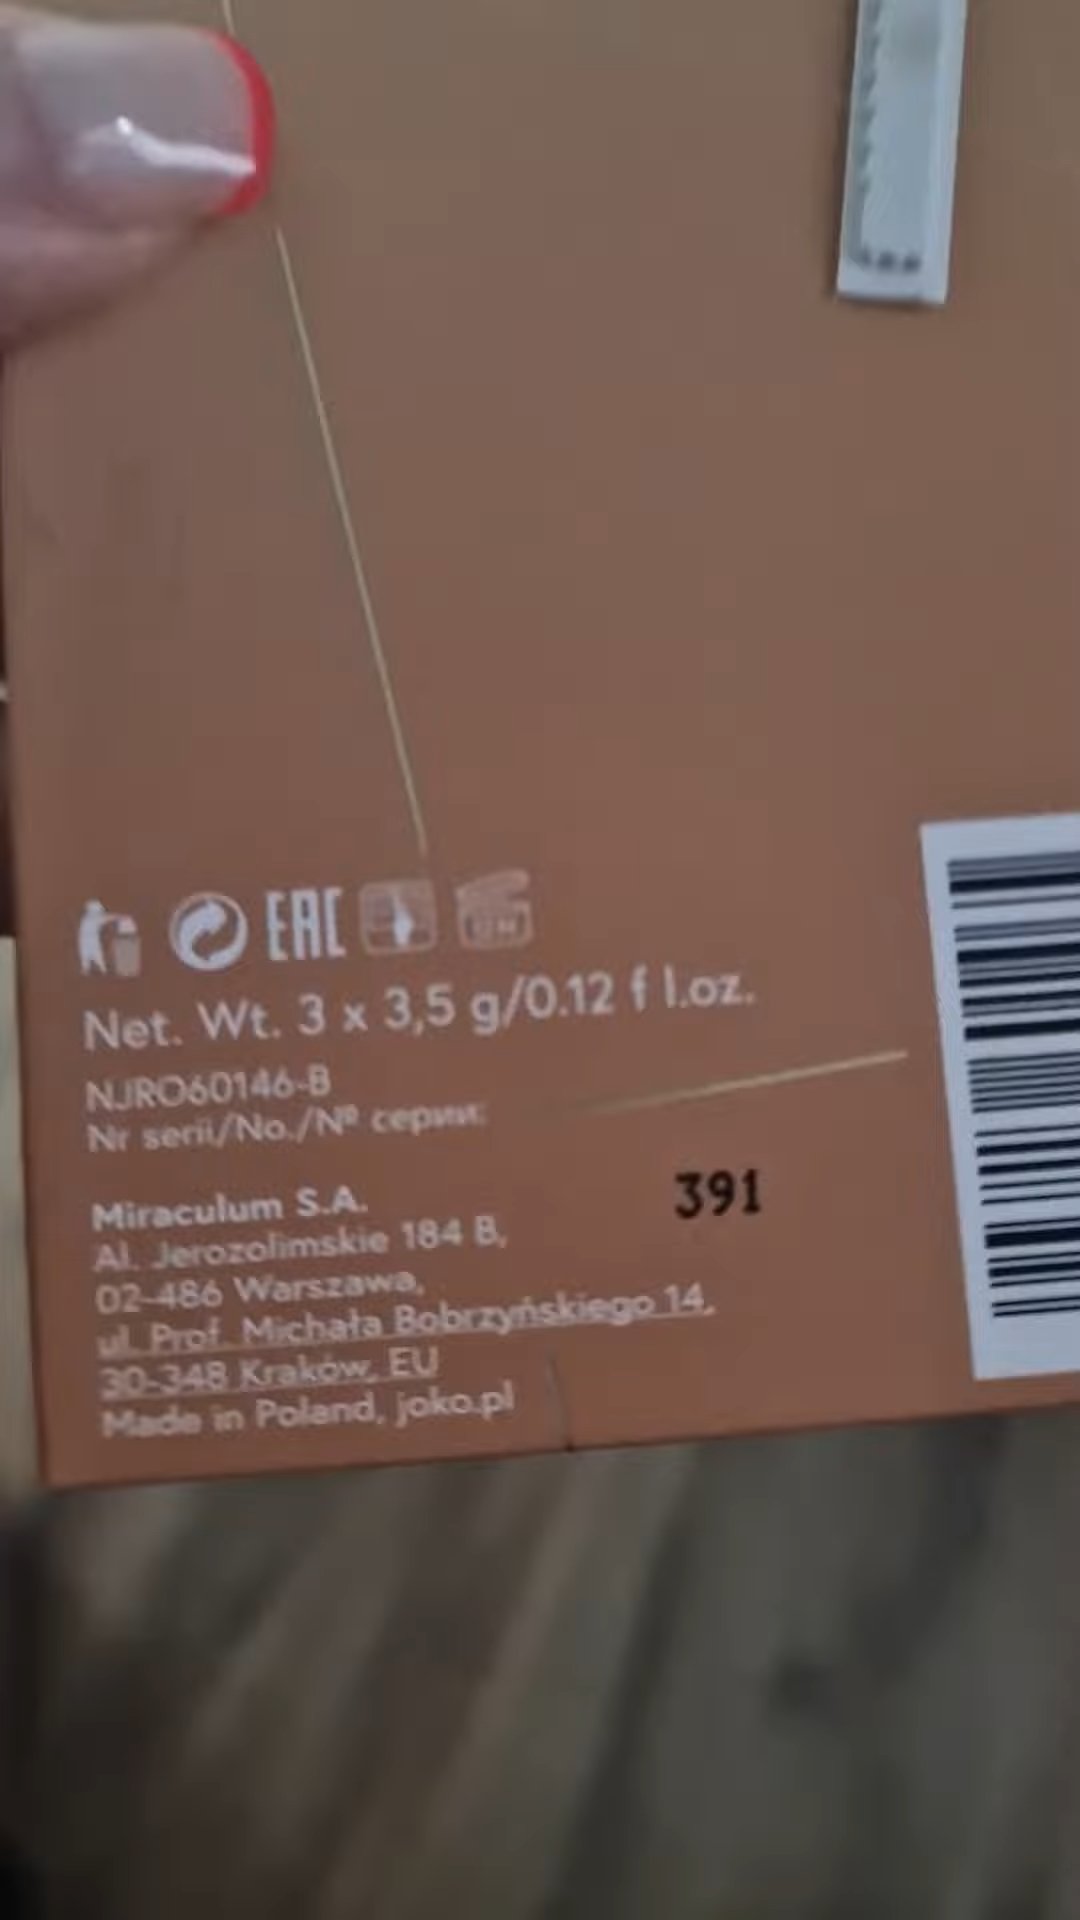 EAC
Net. Wt. 3 x 3,5 g/0.12 f l.oz.
NJRO60146-B
Nr serii/No./Nº серии:
391
Miraculum S.A.
Al. Jerozolimskie 184 B,
02-486 Warszawa,
ul. Prof. Michała Bobrzyńskiego 14,
30-348 Kraków, EU
Made in Poland, joko.pl